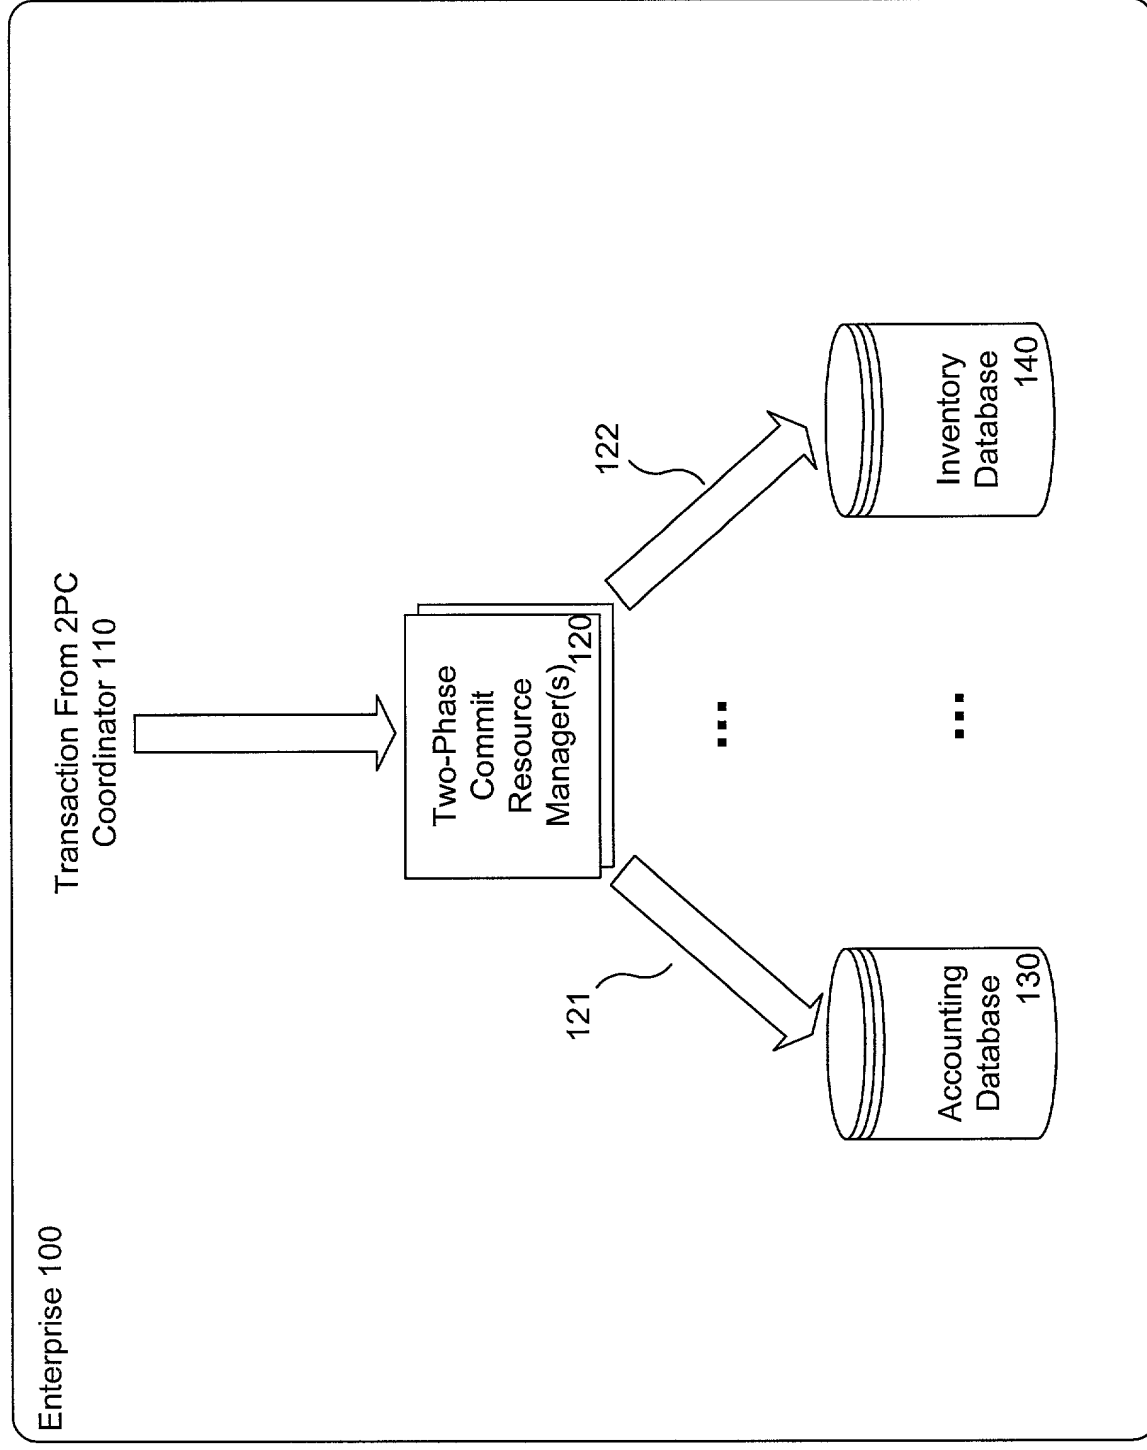 Enterprise 100
Transaction From 2PC
Coordinator 110
Two-Phase
Commit
Resource
Manager(s)
120
121
122
...
Accounting
Database
130
...
Inventory
Database
140